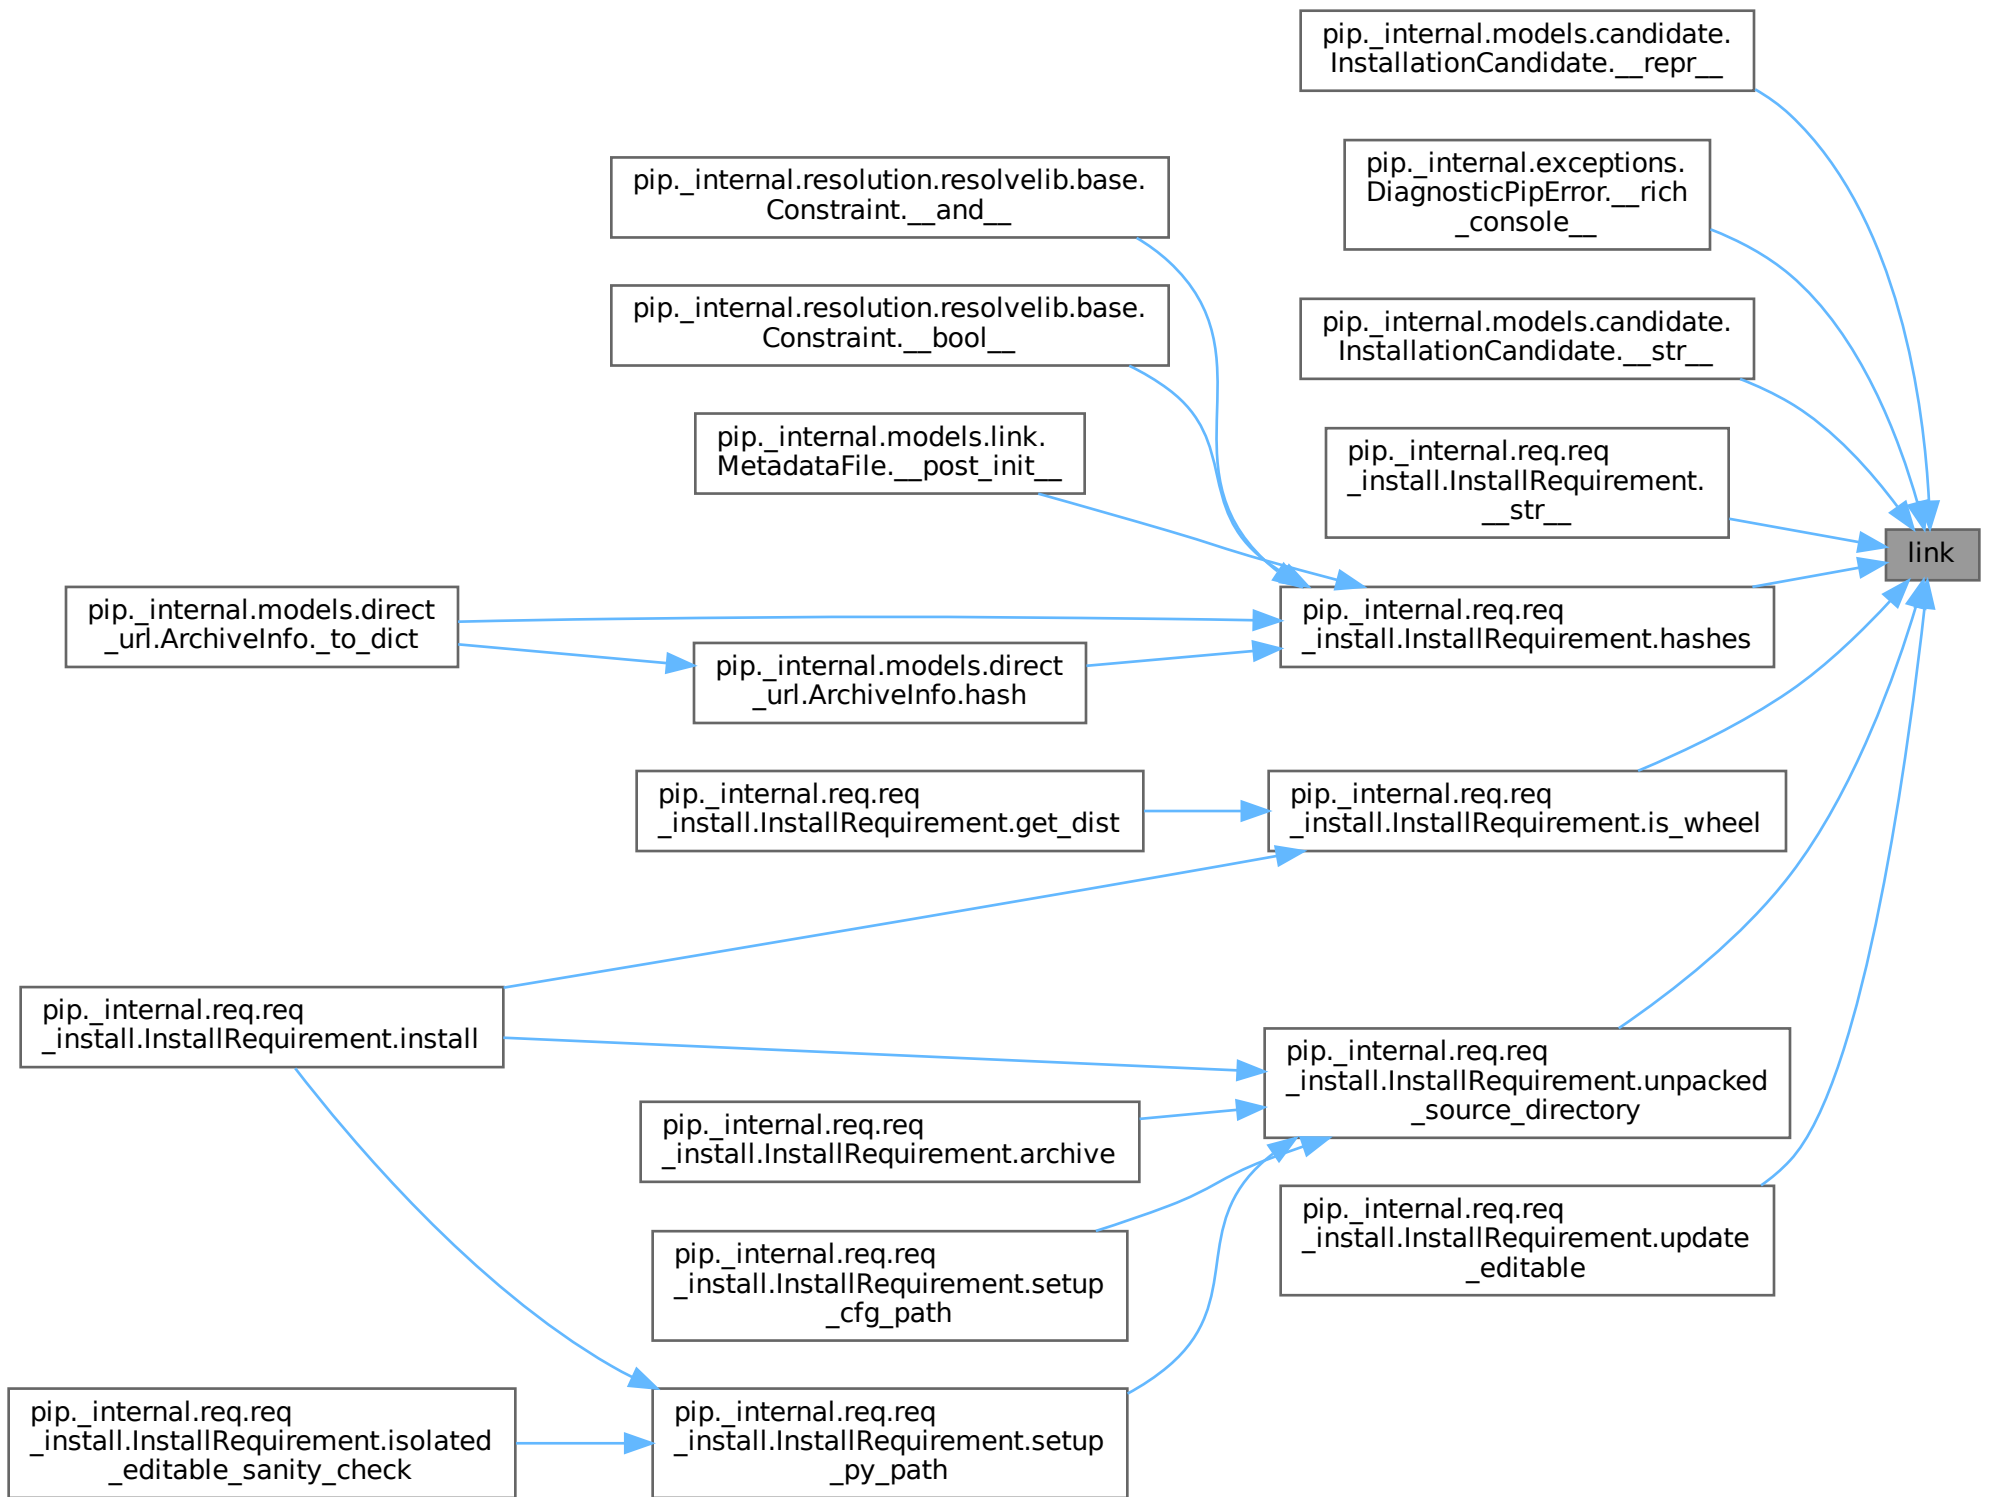 pip._internal.models.candidate.
InstallationCandidate.__repr__
pip._internal.exceptions.
DiagnosticPipError.__rich
_console__
pip._internal.resolution.resolvelib.base.
Constraint.__and__
pip._internal.resolution.resolvelib.base.
Constraint.__bool__
pip._internal.models.candidate.
InstallationCandidate.__str__
pip._internal.models.link.
MetadataFile.__post_init__
pip._internal.req.req
_install.InstallRequirement.
__str__
link
pip._internal.models.direct
_url.ArchiveInfo._to_dict
pip._internal.models.direct
_url.ArchiveInfo.hash
pip._internal.req.req
_install.InstallRequirement.hashes
pip._internal.req.req
_install.InstallRequirement.get_dist
pip._internal.req.req
_install.InstallRequirement.is_wheel
pip._internal.req.req
_install.InstallRequirement.install
pip._internal.req.req
_install.InstallRequirement.unpacked
_source_directory
pip._internal.req.req
_install.InstallRequirement.archive
pip._internal.req.req
_install.InstallRequirement.setup
_cfg_path
pip._internal.req.req
_install.InstallRequirement.update
_editable
pip._internal.req.req
_install.InstallRequirement.isolated
_editable_sanity_check
pip._internal.req.req
_install.InstallRequirement.setup
_py_path